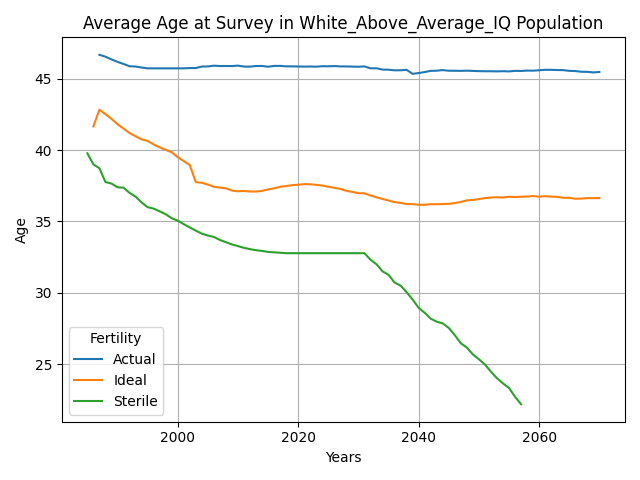 Average Age at Survey in White_Above_Average_IQ Population
Age
45
40
35
30
25
Fertility
Actual
Ideal
Sterile
2000 2020 2040 2060
Years